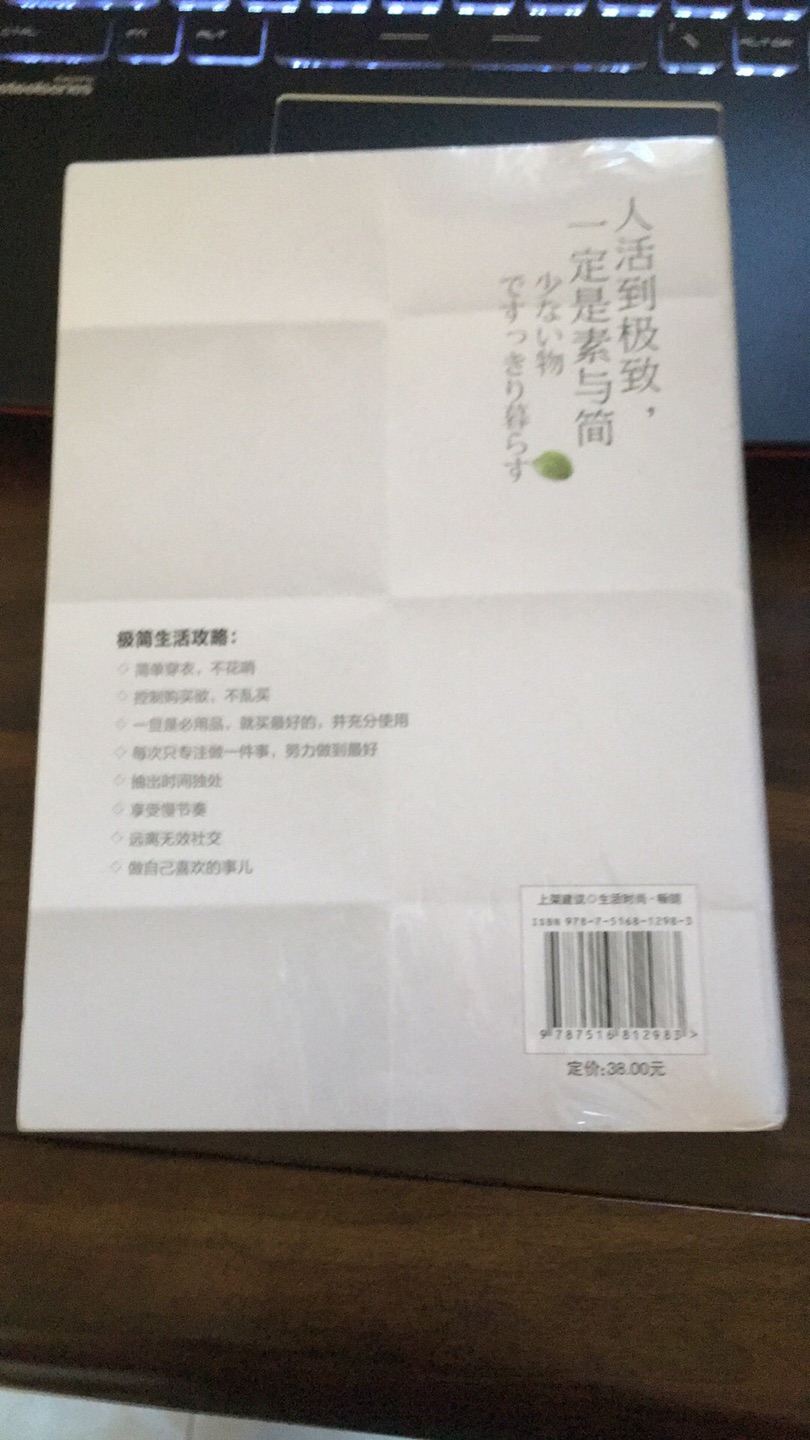 人活到极致，
一定是素与简
少ない物
ですっきり暮らす
极简生活攻略：
◇ 简单穿衣，不花哨
◇ 控制购买欲，不乱买
◇ 一旦是必用品，就买最好的，并充分使用
◇ 每次只专注做一件事，努力做到最好
◇ 抽出时间独处
◇ 享受慢节奏
◇ 远离无效社交
◇ 做自己喜欢的事儿
上架建议◎生活时尚·畅销
ISBN 978-7-5168-1298-3
9 787516 812983 >
定价:38.00元